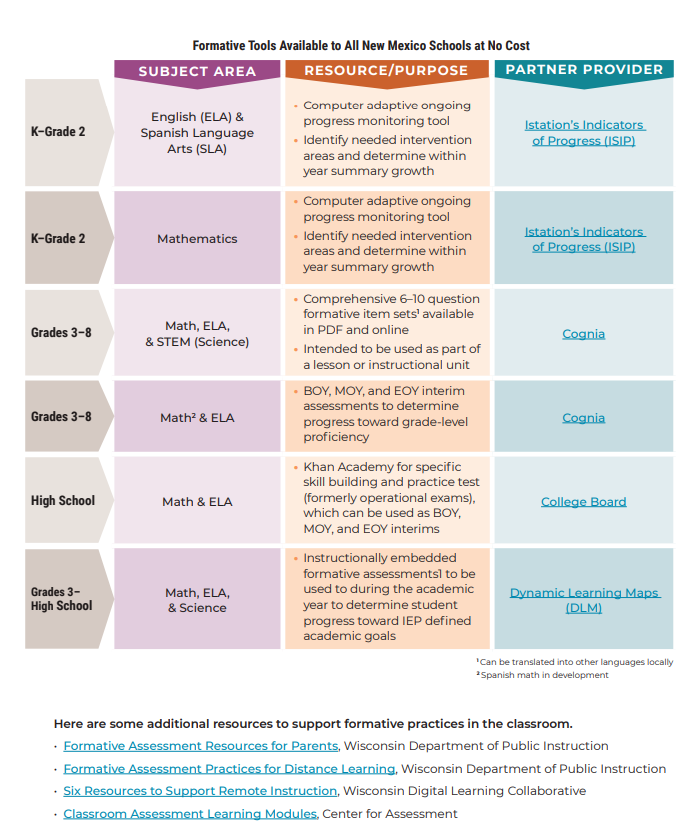 Formative Tools Available to All New Mexico Schools at No Cost
SUBJECT AREA
RESOURCE/PURPOSE
PARTNER PROVIDER
K–Grade 2
English (ELA) &
Spanish Language
Arts (SLA)
• Computer adaptive ongoing
progress monitoring tool
• Identify needed intervention
areas and determine within
year summary growth
Istation's Indicators
of Progress (ISIP)
K–Grade 2
Mathematics
• Computer adaptive ongoing
progress monitoring tool
• Identify needed intervention
areas and determine within
year summary growth
Istation's Indicators
of Progress (ISIP)
Grades 3–8
Math, ELA,
& STEM (Science)
• Comprehensive 6–10 question
formative item sets¹ available
in PDF and online
• Intended to be used as part of
a lesson or instructional unit
Cognia
Grades 3–8
Math² & ELA
• BOY, MOY, and EOY interim
assessments to determine
progress toward grade-level
proficiency
Cognia
High School
Math & ELA
• Khan Academy for specific
skill building and practice test
(formerly operational exams),
which can be used as BOY,
MOY, and EOY interims
College Board
Grades 3–
High School
Math, ELA,
& Science
• Instructionally embedded
formative assessments1 to be
used to during the academic
year to determine student
progress toward IEP defined
academic goals
Dynamic Learning Maps
(DLM)
¹Can be translated into other languages locally
²Spanish math in development
Here are some additional resources to support formative practices in the classroom.
· Formative Assessment Resources for Parents, Wisconsin Department of Public Instruction
· Formative Assessment Practices for Distance Learning, Wisconsin Department of Public Instruction
· Six Resources to Support Remote Instruction, Wisconsin Digital Learning Collaborative
· Classroom Assessment Learning Modules, Center for Assessment